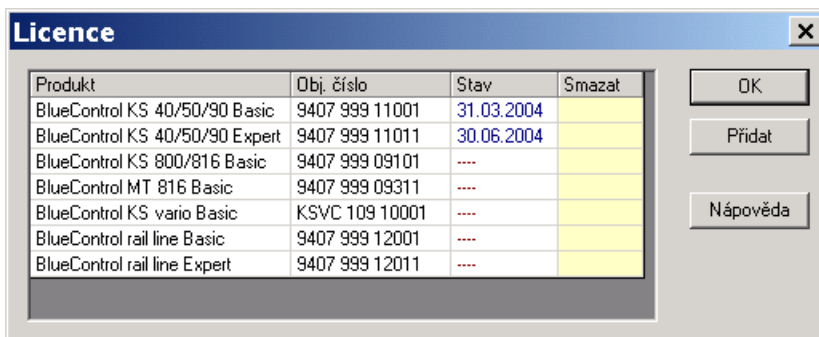 Licence
Produkt Obj. číslo Stav Smazat
BlueControl KS 40/50/90 Basic 9407 999 11001 31.03.2004
BlueControl KS 40/50/90 Expert 9407 999 11011 30.06.2004
BlueControl KS 800/816 Basic 9407 999 09101 ----
BlueControl MT 816 Basic 9407 999 09311 ----
BlueControl KS vario Basic KSVC 109 10001 ----
BlueControl rail line Basic 9407 999 12001 ----
BlueControl rail line Expert 9407 999 12011 ----
OK
Přidat
Nápověda